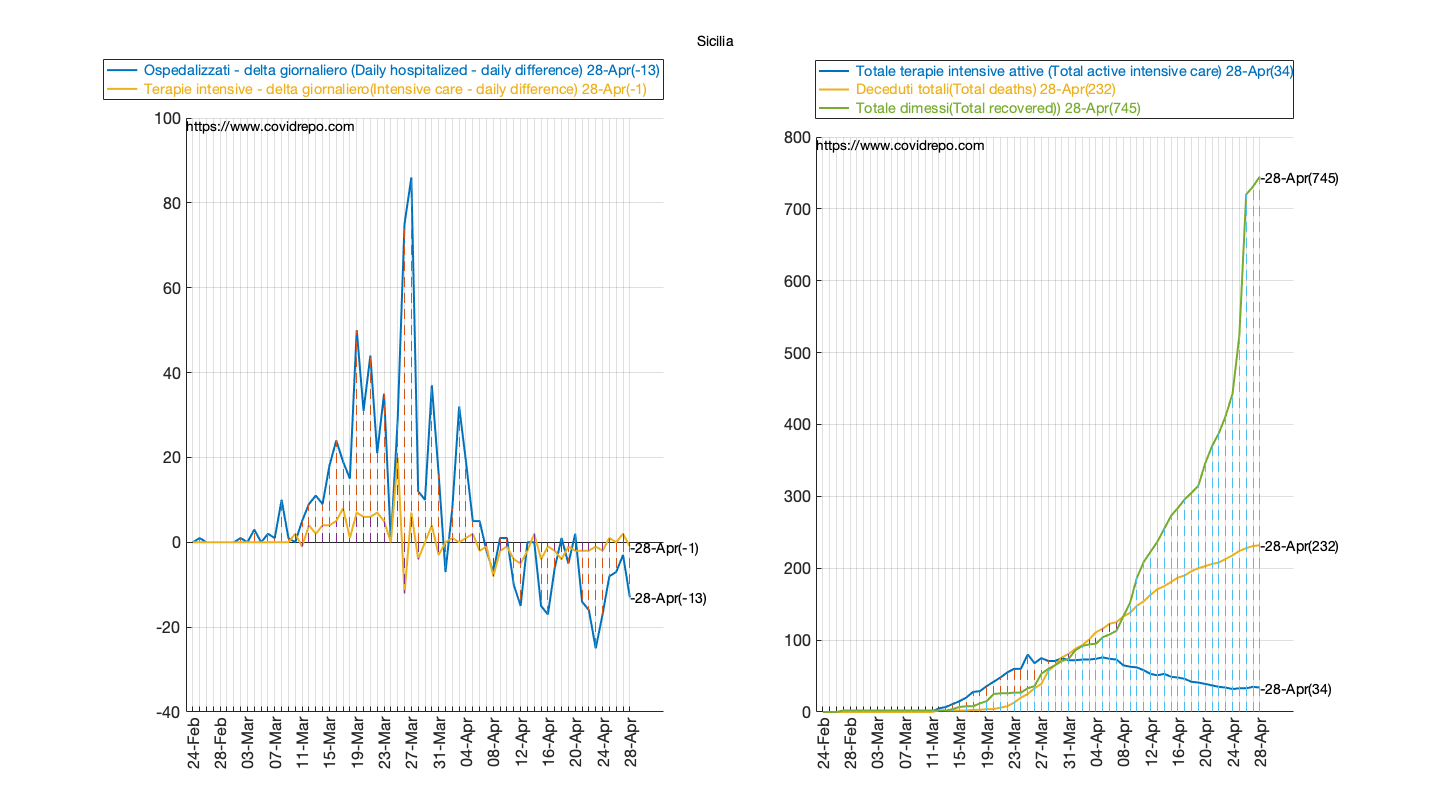 Sicilia
Ospedalizzati - delta giornaliero (Daily hospitalized - daily difference) 28-Apr(-13)
Terapie intensive - delta giornaliero(Intensive care - daily difference) 28-Apr(-1)
https://www.covidrepo.com
100
80
60
40
20
0
-20
-40
-28-Apr(-1)
-28-Apr(-13)
24-Feb
28-Feb
03-Mar
07-Mar
11-Mar
15-Mar
19-Mar
23-Mar
27-Mar
31-Mar
04-Apr
08-Apr
12-Apr
16-Apr
20-Apr
24-Apr
28-Apr
Totale terapie intensive attive (Total active intensive care) 28-Apr(34)
Deceduti totali(Total deaths) 28-Apr(232)
Totale dimessi(Total recovered)) 28-Apr(745)
https://www.covidrepo.com
800
700
600
500
400
300
200
100
0
-28-Apr(745)
-28-Apr(232)
-28-Apr(34)
24-Feb
28-Feb
03-Mar
07-Mar
11-Mar
15-Mar
19-Mar
23-Mar
27-Mar
31-Mar
04-Apr
08-Apr
12-Apr
16-Apr
20-Apr
24-Apr
28-Apr